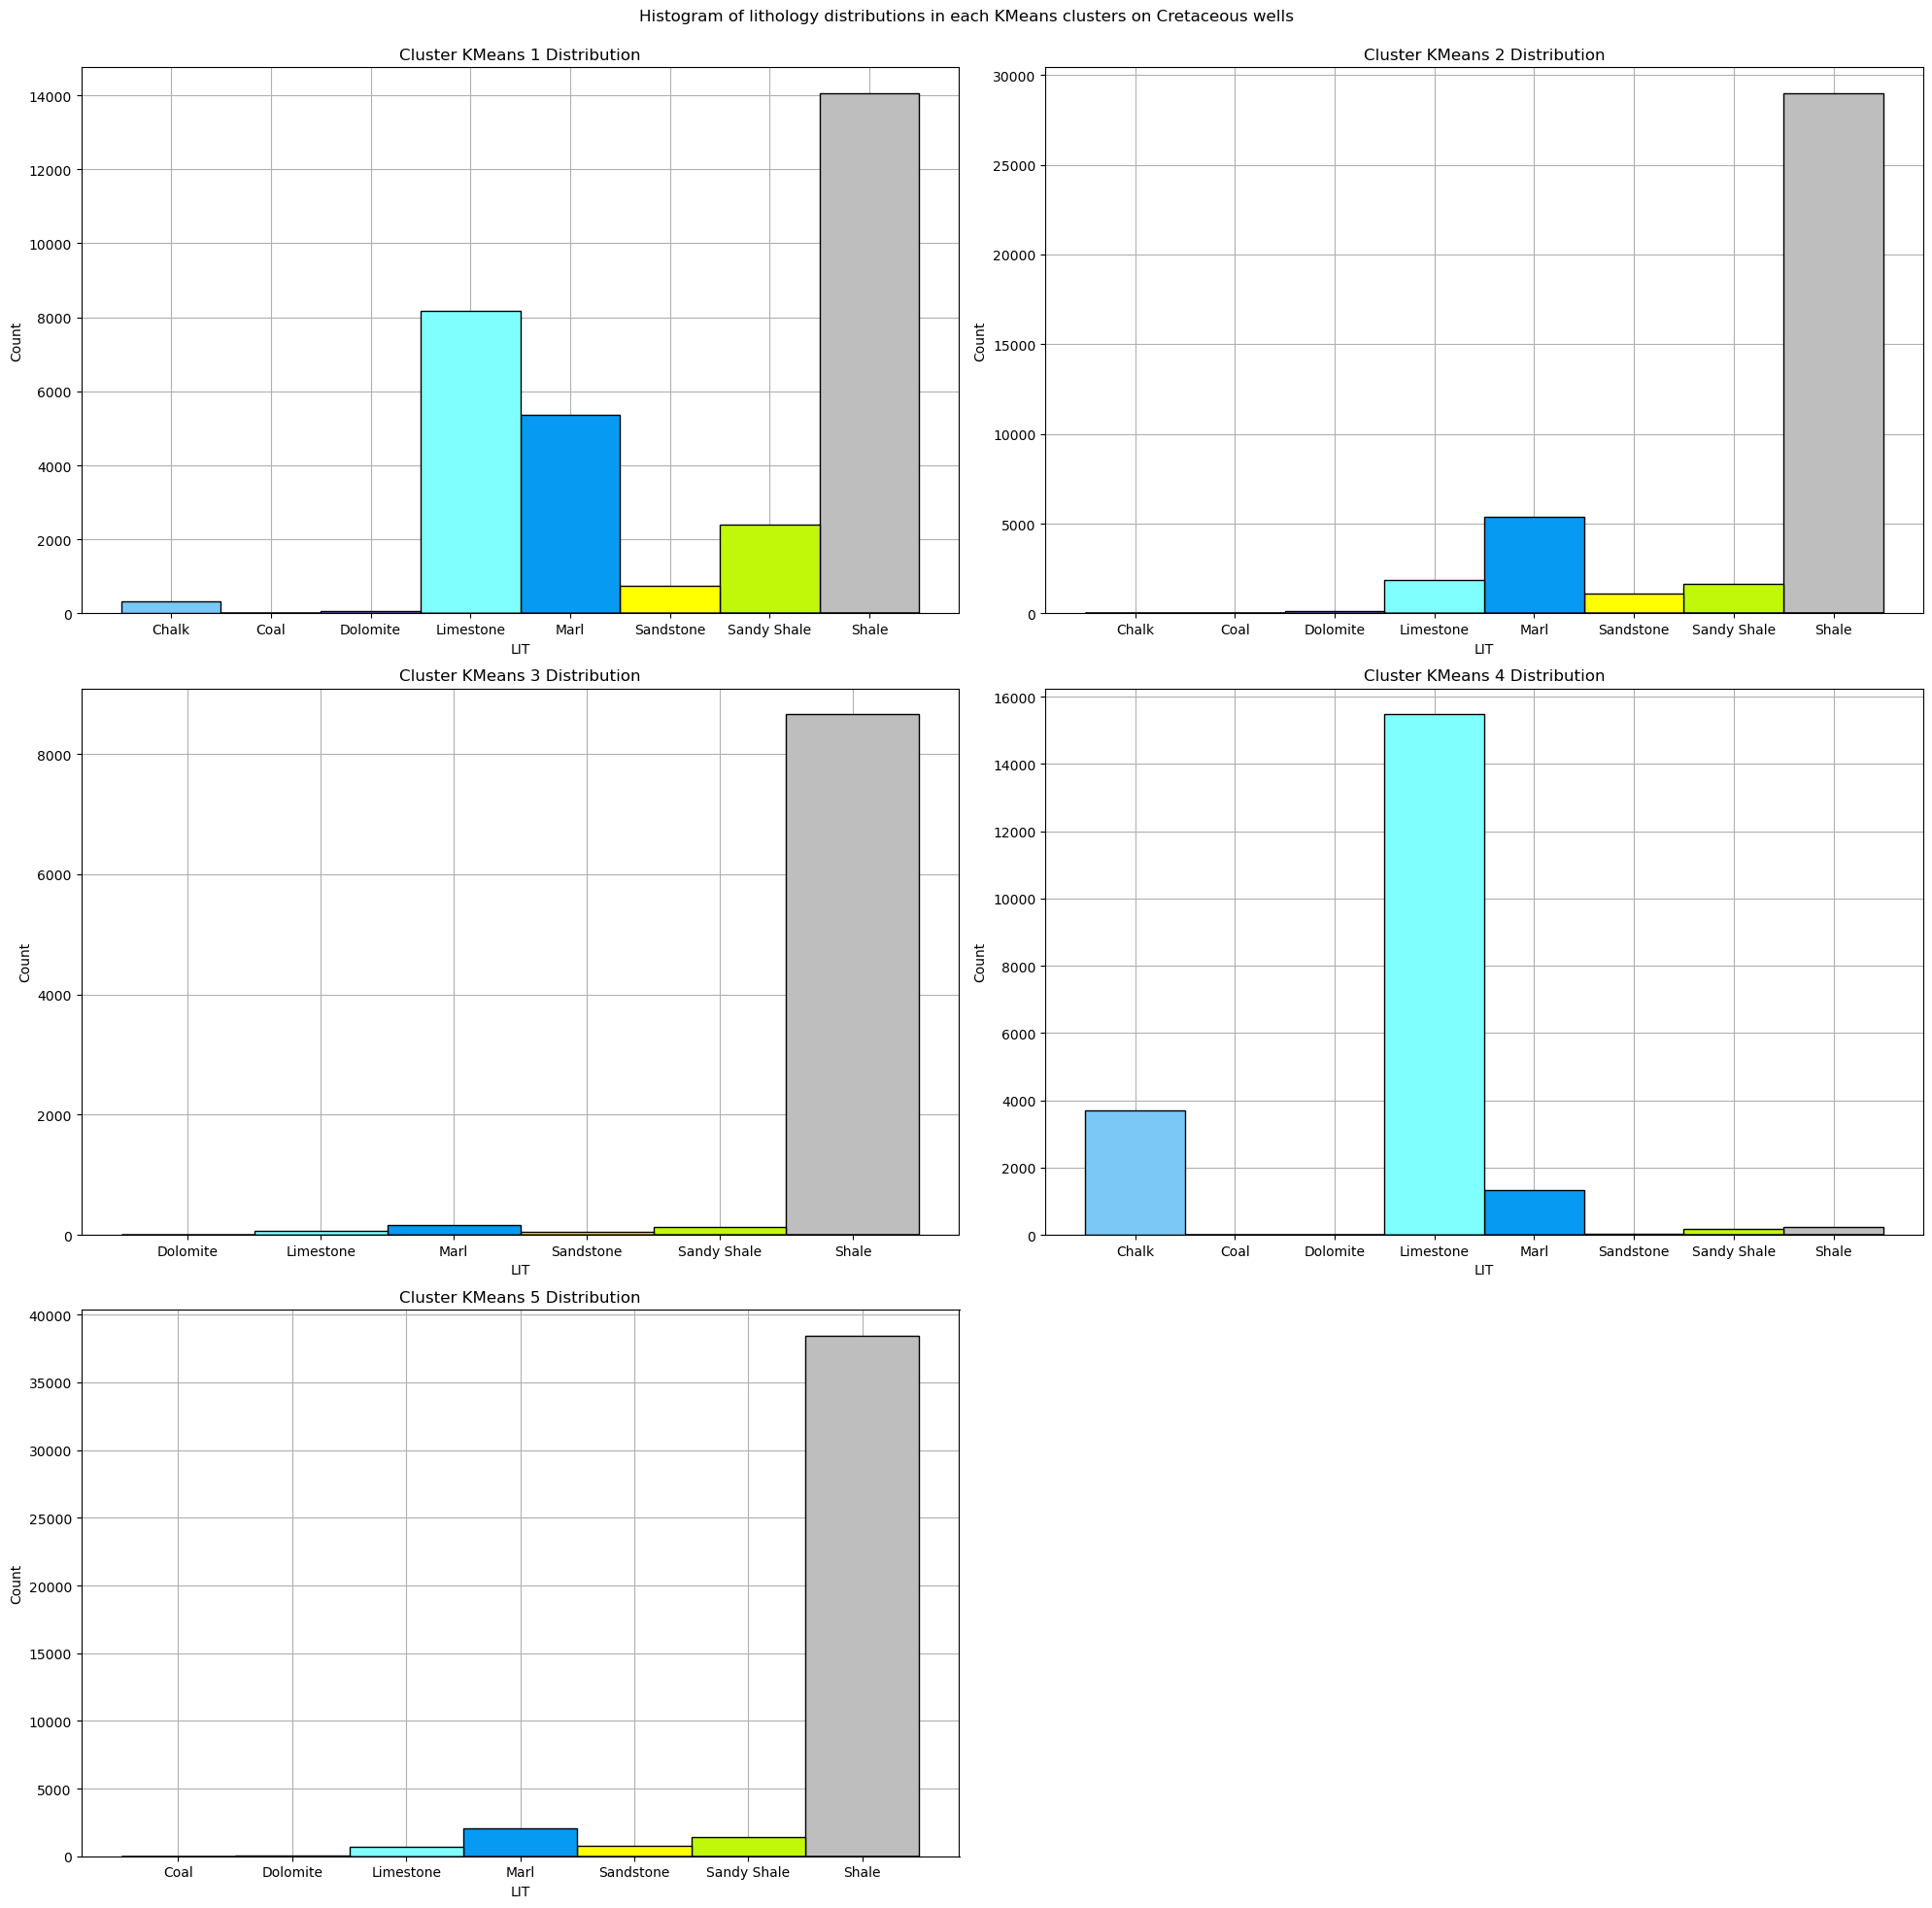 Histogram of lithology distributions in each KMeans clusters on Cretaceous wells
Cluster KMeans 1 Distribution
14000
12000
10000
8000
6000
4000
2000
0
Count
Chalk Coal Dolomite Limestone Marl Sandstone Sandy Shale Shale
LIT
Cluster KMeans 2 Distribution
30000
25000
20000
15000
10000
5000
0
Count
Chalk Coal Dolomite Limestone Marl Sandstone Sandy Shale Shale
LIT
Cluster KMeans 3 Distribution
8000
6000
4000
2000
0
Count
Dolomite Limestone Marl Sandstone Sandy Shale Shale
LIT
Cluster KMeans 4 Distribution
16000
14000
12000
10000
8000
6000
4000
2000
0
Count
Chalk Coal Dolomite Limestone Marl Sandstone Sandy Shale Shale
LIT
Cluster KMeans 5 Distribution
40000
35000
30000
25000
20000
15000
10000
5000
0
Count
Coal Dolomite Limestone Marl Sandstone Sandy Shale Shale
LIT